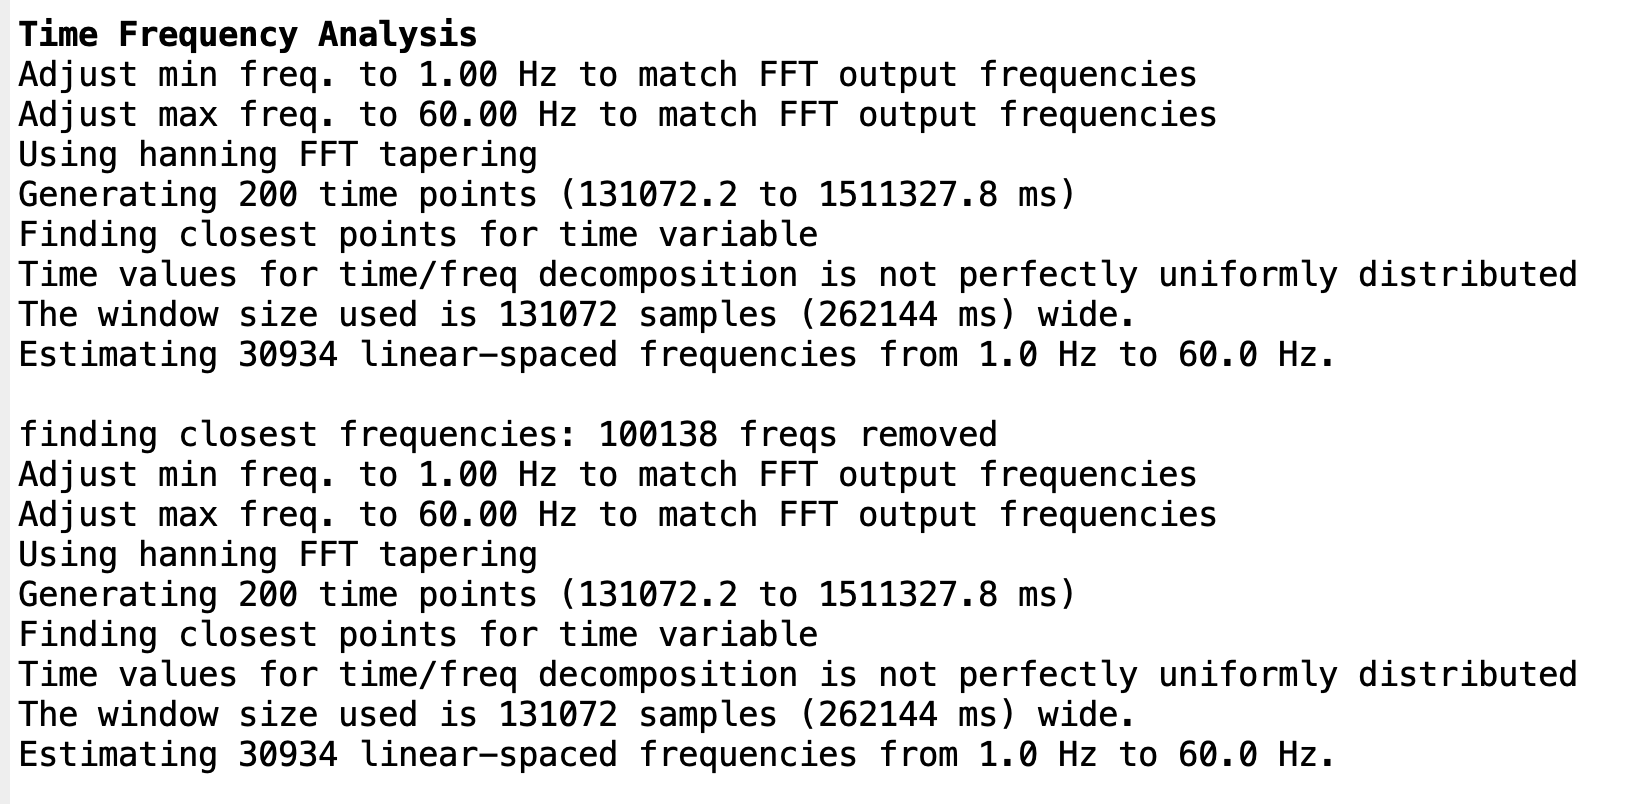 Time Frequency Analysis
Adjust min freq. to 1.00 Hz to match FFT output frequencies
Adjust max freq. to 60.00 Hz to match FFT output frequencies
Using hanning FFT tapering
Generating 200 time points (131072.2 to 1511327.8 ms)
Finding closest points for time variable
Time values for time/freq decomposition is not perfectly uniformly distributed
The window size used is 131072 samples (262144 ms) wide.
Estimating 30934 linear-spaced frequencies from 1.0 Hz to 60.0 Hz.

finding closest frequencies: 100138 freqs removed
Adjust min freq. to 1.00 Hz to match FFT output frequencies
Adjust max freq. to 60.00 Hz to match FFT output frequencies
Using hanning FFT tapering
Generating 200 time points (131072.2 to 1511327.8 ms)
Finding closest points for time variable
Time values for time/freq decomposition is not perfectly uniformly distributed
The window size used is 131072 samples (262144 ms) wide.
Estimating 30934 linear-spaced frequencies from 1.0 Hz to 60.0 Hz.